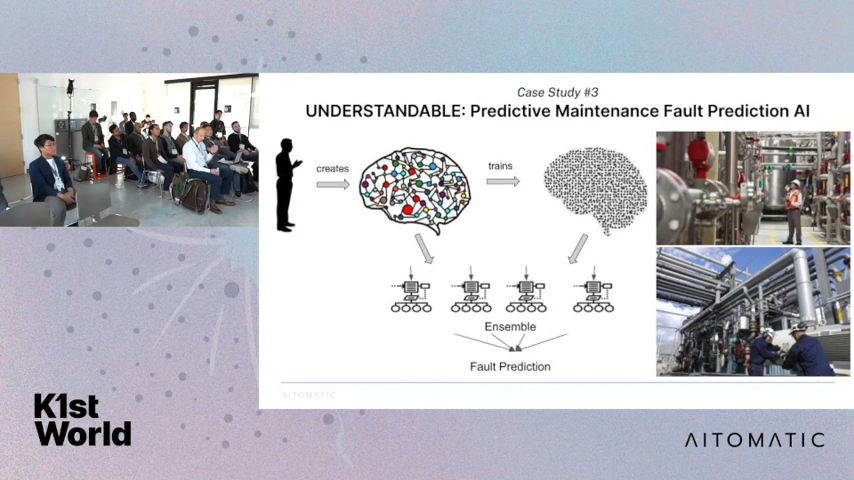 Case Study #3
UNDERSTANDABLE: Predictive Maintenance Fault Prediction AI
creates
trains
Ensemble
Fault Prediction
AITOMATIC
K1st
World
AITOMATIC